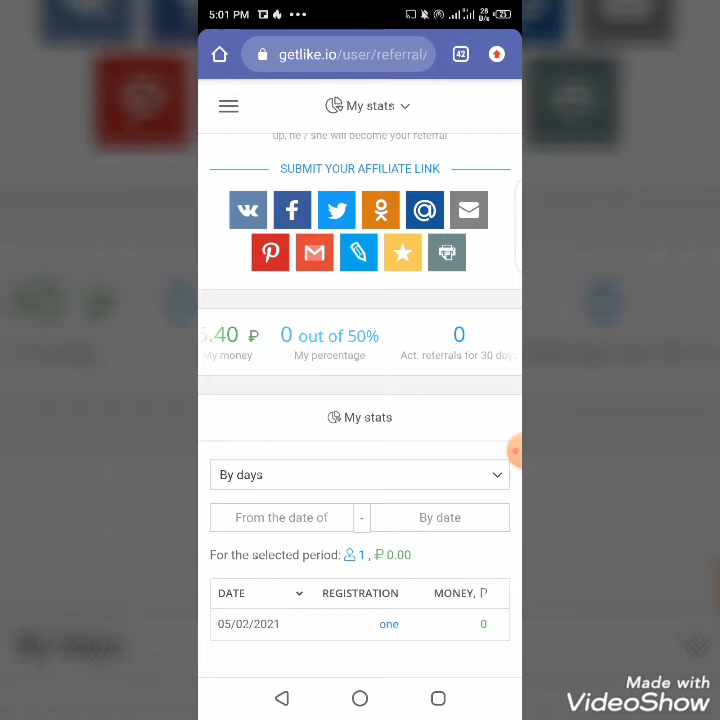 5:01 PM
28 B/s 25
getlike.io/user/referral/ 42
My stats
up, he / she will become your referral
SUBMIT YOUR AFFILIATE LINK
.40 ₽ 0 out of 50% 0
My money My percentage Act. referrals for 30 days
My stats
By days
From the date of - By date
For the selected period: 1 , ₽ 0.00
DATE REGISTRATION MONEY, ₽
05/02/2021 one 0
Made with
VideoShow